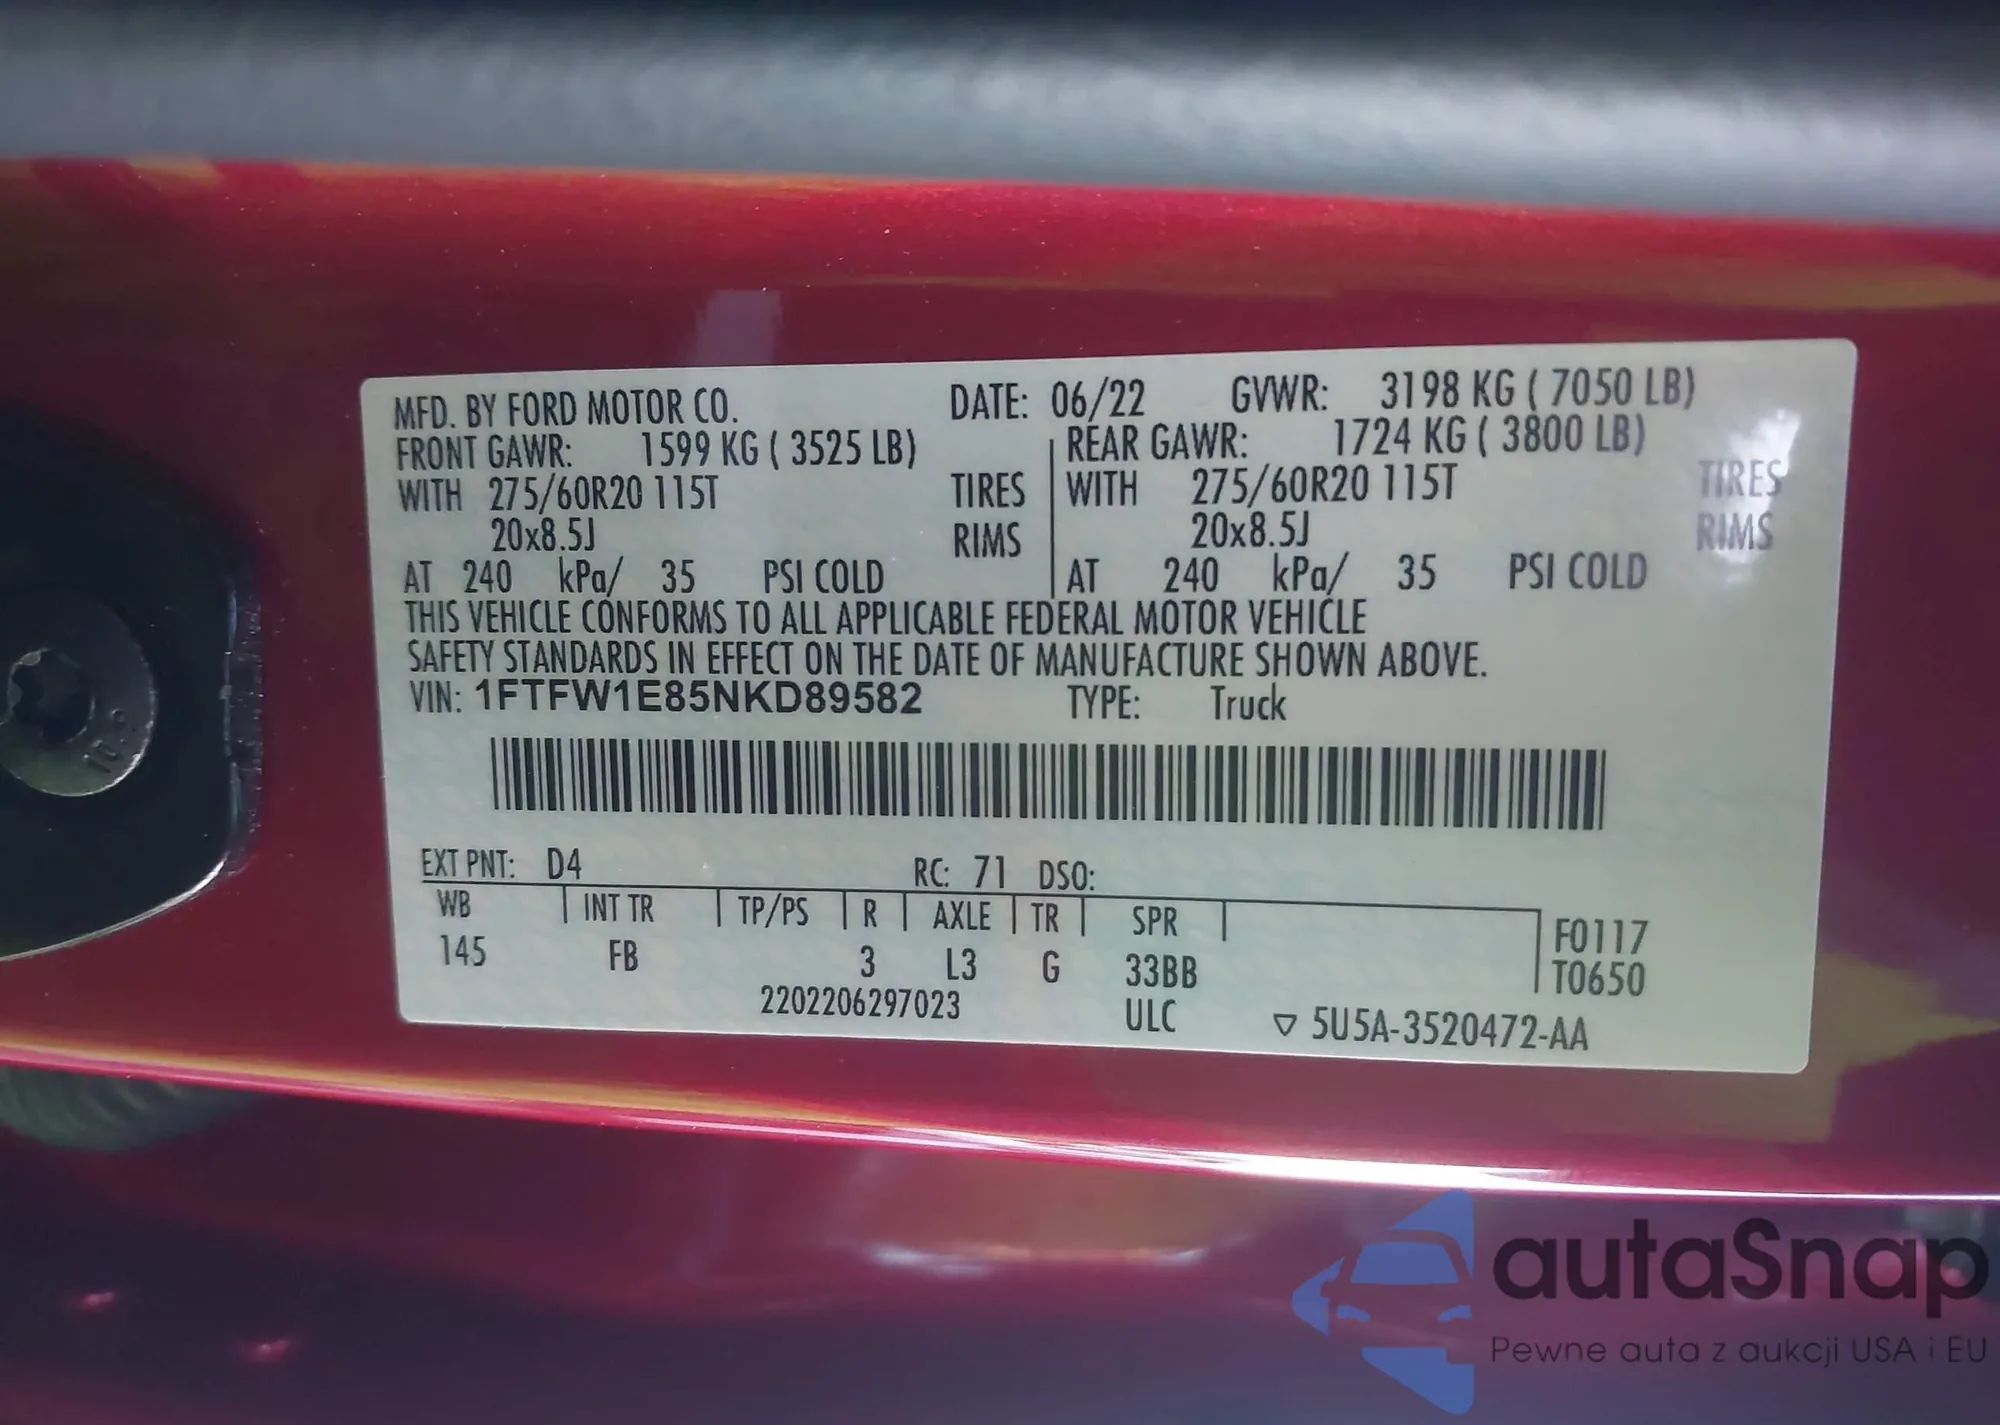 MFD. BY FORD MOTOR CO. DATE: 06/22 GVWR: 3198 KG ( 7050 LB)
FRONT GAWR: 1599 KG ( 3525 LB) REAR GAWR: 1724 KG ( 3800 LB)
WITH 275/60R20 115T TIRES WITH 275/60R20 115T TIRES
20x8.5J RIMS 20x8.5J RIMS
AT 240 kPa/ 35 PSI COLD AT 240 kPa/ 35 PSI COLD
THIS VEHICLE CONFORMS TO ALL APPLICABLE FEDERAL MOTOR VEHICLE
SAFETY STANDARDS IN EFFECT ON THE DATE OF MANUFACTURE SHOWN ABOVE.
VIN: 1FTFW1E85NKD89582 TYPE: Truck
EXT PNT: D4 RC: 71 DSO:
WB INT TR TP/PS R AXLE TR SPR F0117
145 FB 3 L3 G 33BB T0650
2202206297023 ULC ▽ 5U5A-3520472-AA
10.9
autaSnap
Pewne auta z aukcji USA i EU